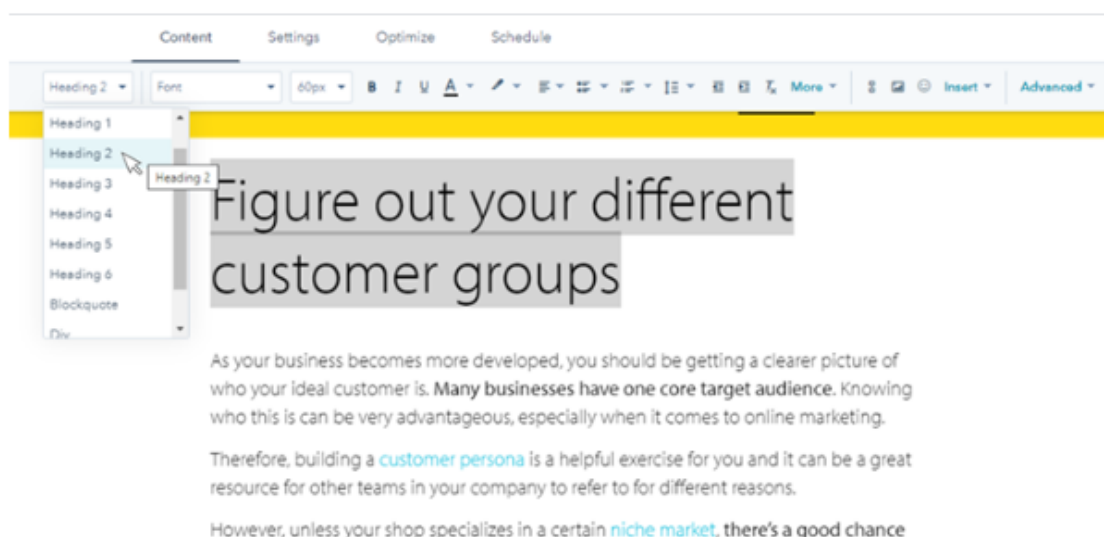 Content Settings Optimize Schedule
Heading 2 Font 60px B I U A More Insert Advanced
Heading 1
Heading 2
Heading 2
Heading 3
Heading 4
Heading 5
Heading 6
Blockquote
Div
Figure out your different
customer groups
As your business becomes more developed, you should be getting a clearer picture of
who your ideal customer is. Many businesses have one core target audience. Knowing
who this is can be very advantageous, especially when it comes to online marketing.
Therefore, building a customer persona is a helpful exercise for you and it can be a great
resource for other teams in your company to refer to for different reasons.
However, unless your shop specializes in a certain niche market, there's a good chance